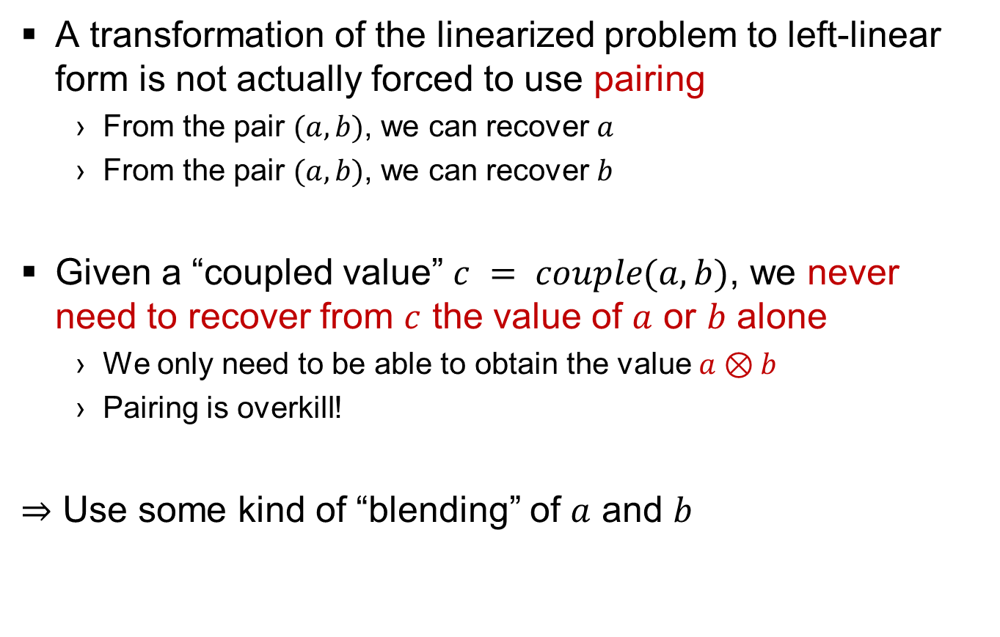 ▪ A transformation of the linearized problem to left-linear
form is not actually forced to use pairing
› From the pair (a, b), we can recover a
› From the pair (a, b), we can recover b
▪ Given a “coupled value” c = couple(a, b), we never
need to recover from c the value of a or b alone
› We only need to be able to obtain the value a ⊗ b
› Pairing is overkill!
⇒ Use some kind of “blending” of a and b